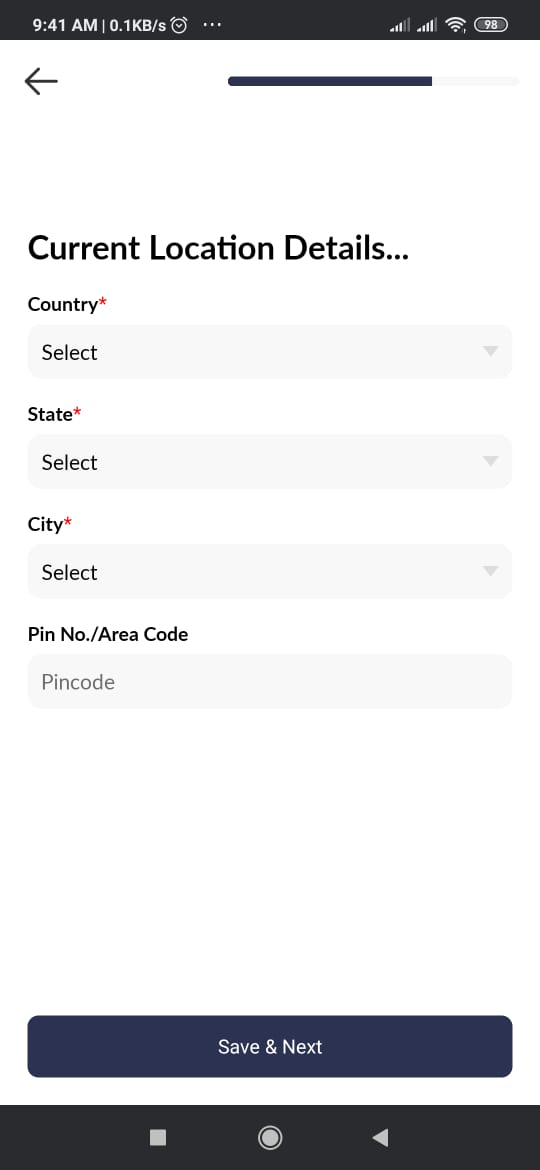 9:41 AM | 0.1KB/s ... 98
Current Location Details...
Country*
Select
State*
Select
City*
Select
Pin No./Area Code
Pincode
Save & Next